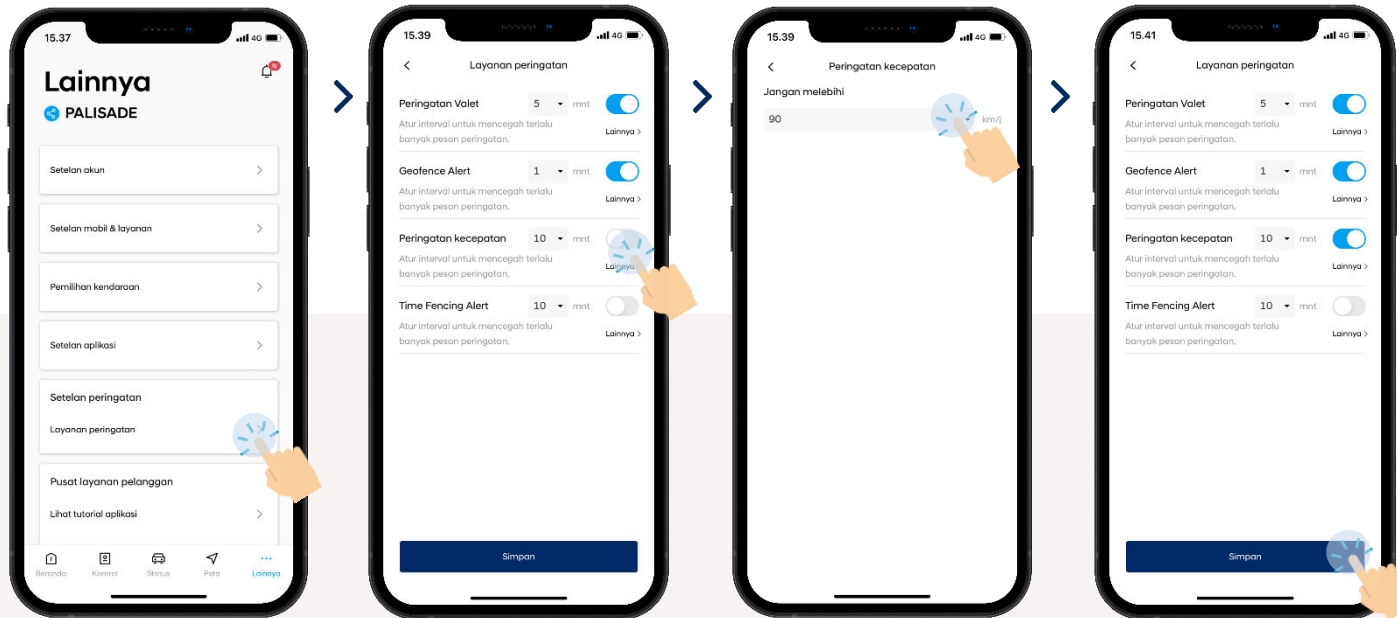 15.37
4G
Lainnya
N
PALISADE
Setelan akun
Setelan mobil & layanan
Pemilihan kendaraan
Setelan aplikasi
Setelan peringatan
Layanan peringatan
Pusat layanan pelanggan
Lihat tutorial aplikasi
Beranda Kontrol Status Peta Lainnya
15.39
4G
Layanan peringatan
Peringatan Valet 5 mnt
Atur interval untuk mencegah terlalu
banyak pesan peringatan.
Lainnya >
Geofence Alert 1 mnt
Atur interval untuk mencegah terlalu
banyak pesan peringatan.
Lainnya >
Peringatan kecepatan 10 mnt
Atur interval untuk mencegah terlalu
banyak pesan peringatan.
Lainnya
Time Fencing Alert 10 mnt
Atur interval untuk mencegah terlalu
banyak pesan peringatan.
Lainnya >
Simpan
15.39
4G
Peringatan kecepatan
Jangan melebihi
90 km/j
15.41
4G
Layanan peringatan
Peringatan Valet 5 mnt
Atur interval untuk mencegah terlalu
banyak pesan peringatan.
Lainnya >
Geofence Alert 1 mnt
Atur interval untuk mencegah terlalu
banyak pesan peringatan.
Lainnya >
Peringatan kecepatan 10 mnt
Atur interval untuk mencegah terlalu
banyak pesan peringatan.
Lainnya >
Time Fencing Alert 10 mnt
Atur interval untuk mencegah terlalu
banyak pesan peringatan.
Lainnya >
Simpan